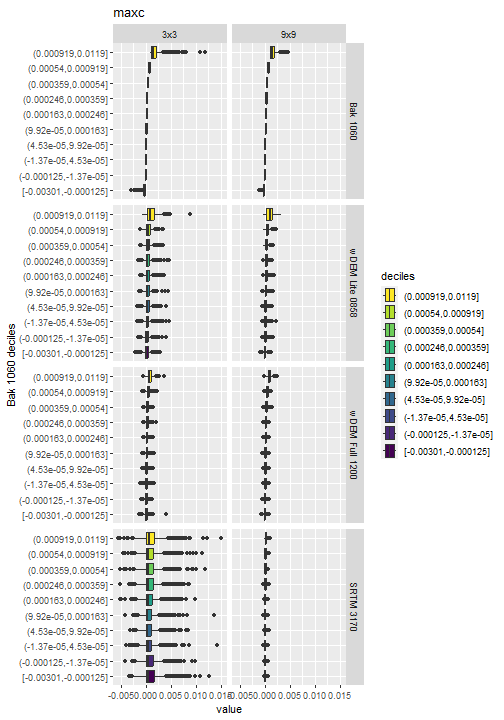 maxc
3x3
9x9
(0.000919,0.0119]
(0.00054,0.000919]
(0.000359,0.00054]
(0.000246,0.000359]
(0.000163,0.000246]
(9.92e-05,0.000163]
(4.53e-05,9.92e-05]
(-1.37e-05,4.53e-05]
(-0.000125,-1.37e-05]
[-0.00301,-0.000125]
Bak 1060
(0.000919,0.0119]
(0.00054,0.000919]
(0.000359,0.00054]
(0.000246,0.000359]
(0.000163,0.000246]
(9.92e-05,0.000163]
(4.53e-05,9.92e-05]
(-1.37e-05,4.53e-05]
(-0.000125,-1.37e-05]
[-0.00301,-0.000125]
w DEM Lite 0858
(0.000919,0.0119]
(0.00054,0.000919]
(0.000359,0.00054]
(0.000246,0.000359]
(0.000163,0.000246]
(9.92e-05,0.000163]
(4.53e-05,9.92e-05]
(-1.37e-05,4.53e-05]
(-0.000125,-1.37e-05]
[-0.00301,-0.000125]
w DEM Full 1200
(0.000919,0.0119]
(0.00054,0.000919]
(0.000359,0.00054]
(0.000246,0.000359]
(0.000163,0.000246]
(9.92e-05,0.000163]
(4.53e-05,9.92e-05]
(-1.37e-05,4.53e-05]
(-0.000125,-1.37e-05]
[-0.00301,-0.000125]
SRTM 3170
Bak 1060 deciles
-0.005 0.000 0.005 0.010 0.015
0.000 0.005 0.010 0.015
value
deciles
(0.000919,0.0119]
(0.00054,0.000919]
(0.000359,0.00054]
(0.000246,0.000359]
(0.000163,0.000246]
(9.92e-05,0.000163]
(4.53e-05,9.92e-05]
(-1.37e-05,4.53e-05]
(-0.000125,-1.37e-05]
[-0.00301,-0.000125]